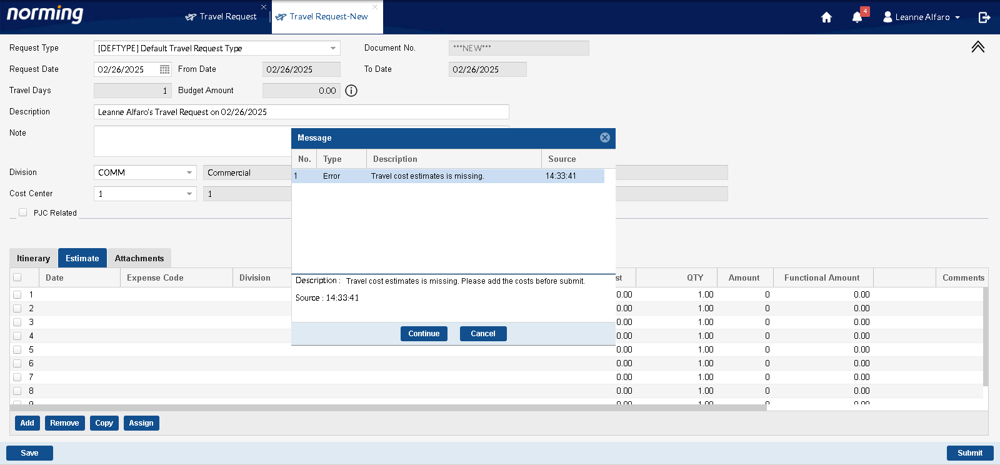 norming
Travel Request
Travel Request-New
4
Leanne Alfaro
Request Type [DEFTYPE] Default Travel Request Type Document No. ***NEW***
Request Date 02/26/2025 From Date 02/26/2025 To Date 02/26/2025
Travel Days 1 Budget Amount 0.00
Description Leanne Alfaro's Travel Request on 02/26/2025
Note
Division COMM Commercial
Cost Center 1 1
PJC Related
Message
No. Type Description Source
1 Error Travel cost estimates is missing. 14:33:41
Description : Travel cost estimates is missing. Please add the costs before submit.
Source : 14:33:41
Continue Cancel
Itinerary Estimate Attachments
Date Expense Code Division st QTY Amount Functional Amount Comments
1 0.00 1.00 0 0.00
2 0.00 1.00 0 0.00
3 0.00 1.00 0 0.00
4 0.00 1.00 0 0.00
5 0.00 1.00 0 0.00
6 0.00 1.00 0 0.00
7 0.00 1.00 0 0.00
8 0.00 1.00 0 0.00
9 0.00 1.00 0 0.00
Add Remove Copy Assign
Save Submit